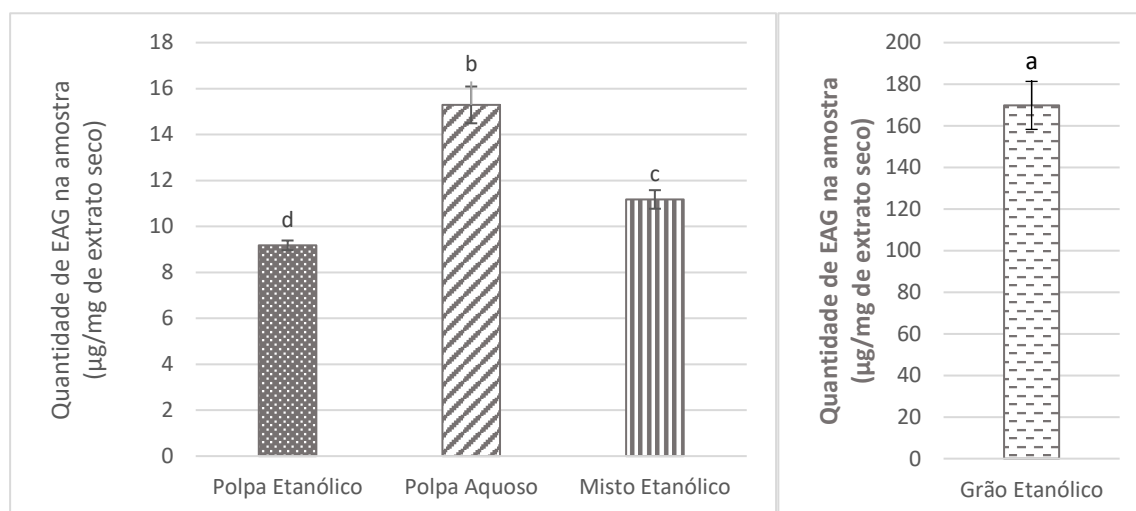 Quantidade de EAG na amostra
(µg/mg de extrato seco)
18
16
14
12
10
8
6
4
2
0
d
b
c
Polpa Etanólico
Polpa Aquoso
Misto Etanólico
Quantidade de EAG na amostra
(µg/mg de extrato seco)
200
180
160
140
120
100
80
60
40
20
0
a
Grão Etanólico